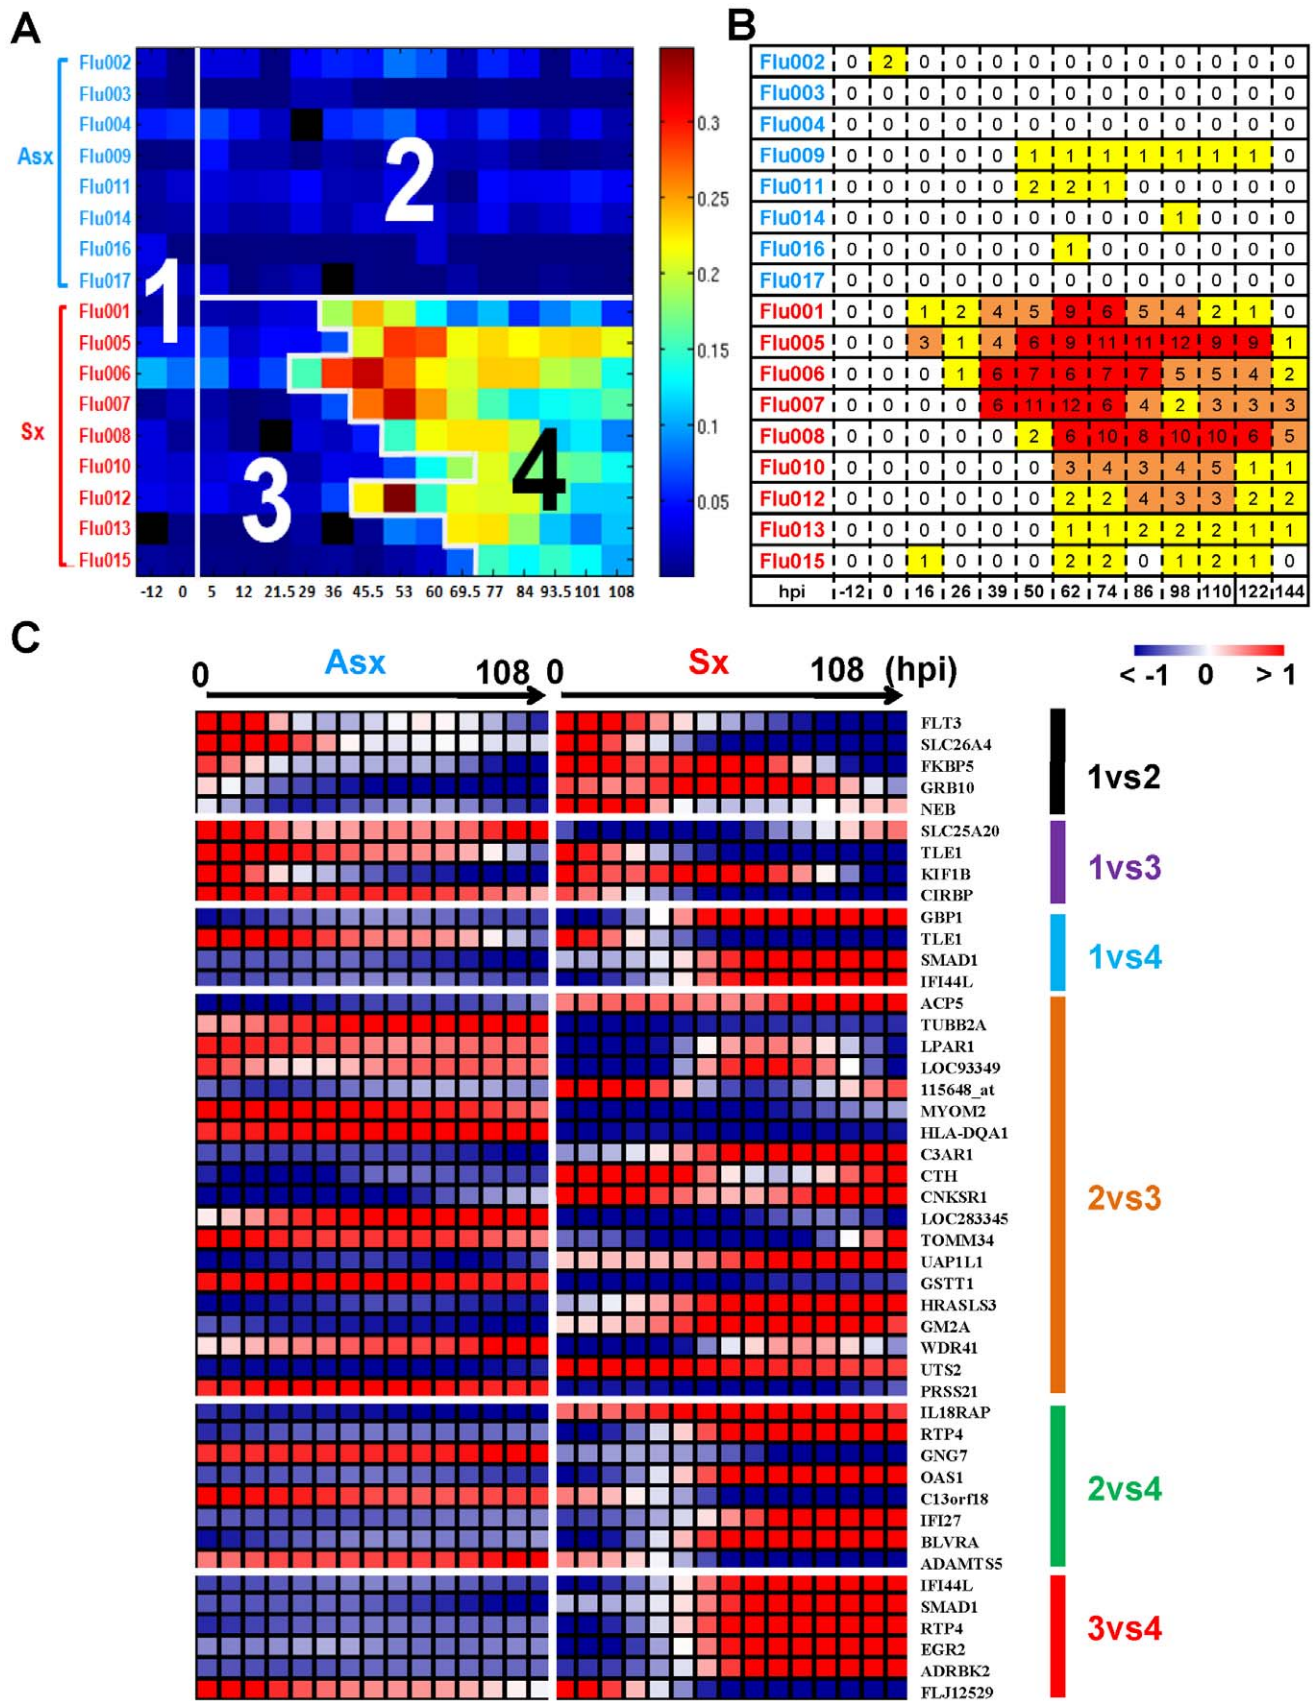 A
Asx
Flu002
Flu003
Flu004
Flu009
Flu011
Flu014
Flu016
Flu017
Sx
Flu001
Flu005
Flu006
Flu007
Flu008
Flu010
Flu012
Flu013
Flu015
1
2
3
4
-12 0 5 12 21.5 29 36 45.5 53 60 69.5 77 84 93.5 101 108
0.3
0.25
0.2
0.15
0.1
0.05
B
Flu002 0 2 0 0 0 0 0 0 0 0 0 0 0
Flu003 0 0 0 0 0 0 0 0 0 0 0 0 0
Flu004 0 0 0 0 0 0 0 0 0 0 0 0 0
Flu009 0 0 0 0 0 1 1 1 1 1 1 1 0
Flu011 0 0 0 0 0 2 2 1 0 0 0 0 0
Flu014 0 0 0 0 0 0 0 0 0 1 0 0 0
Flu016 0 0 0 0 0 0 1 0 0 0 0 0 0
Flu017 0 0 0 0 0 0 0 0 0 0 0 0 0
Flu001 0 0 1 2 4 5 9 6 5 4 2 1 0
Flu005 0 0 3 1 4 6 9 11 11 12 9 9 1
Flu006 0 0 0 1 6 7 6 7 7 5 5 4 2
Flu007 0 0 0 0 6 11 12 6 4 2 3 3 3
Flu008 0 0 0 0 0 2 6 10 8 10 10 6 5
Flu010 0 0 0 0 0 0 3 4 3 4 5 1 1
Flu012 0 0 0 0 0 0 2 2 4 3 3 2 2
Flu013 0 0 0 0 0 0 1 1 2 2 2 1 1
Flu015 0 0 1 0 0 0 2 2 0 1 2 1 0
hpi -12 0 16 26 39 50 62 74 86 98 110 122 144
C
0 Asx 108 0 Sx 108 (hpi)
< -1 0 > 1
FLT3
SLC26A4
FKBP5
GRB10
NEB
1vs2
SLC25A20
TLE1
KIF1B
CIRBP
1vs3
GBP1
TLE1
SMAD1
IFI44L
1vs4
ACP5
TUBB2A
LPAR1
LOC93349
115648_at
MYOM2
HLA-DQA1
C3AR1
CTH
CNKSR1
LOC283345
TOMM34
UAP1L1
GSTT1
HRASLS3
GM2A
WDR41
UTS2
PRSS21
2vs3
IL18RAP
RTP4
GNG7
OAS1
C13orf18
IFI27
BLVRA
ADAMTS5
2vs4
IFI44L
SMAD1
RTP4
EGR2
ADRBK2
FLJ12529
3vs4